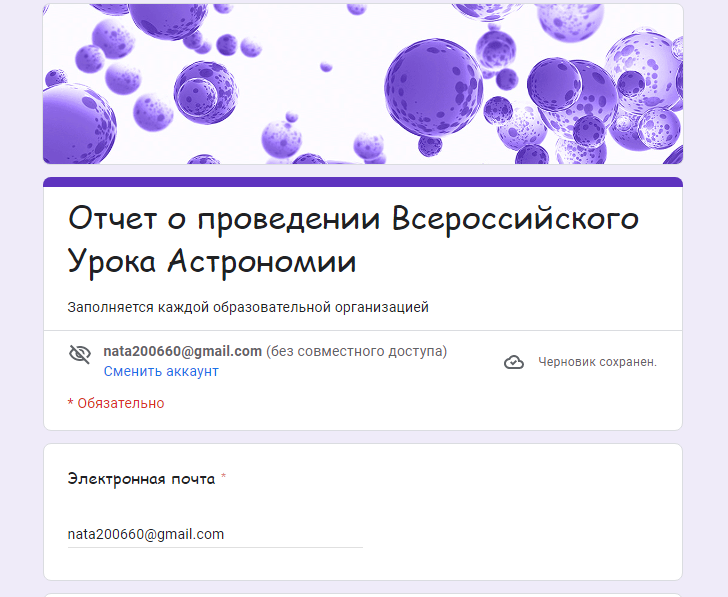 Отчет о проведении Всероссийского
Урока Астрономии
Заполняется каждой образовательной организацией
nata200660@gmail.com (без совместного доступа)
Сменить аккаунт
Черновик сохранен.
* Обязательно
Электронная почта *
nata200660@gmail.com